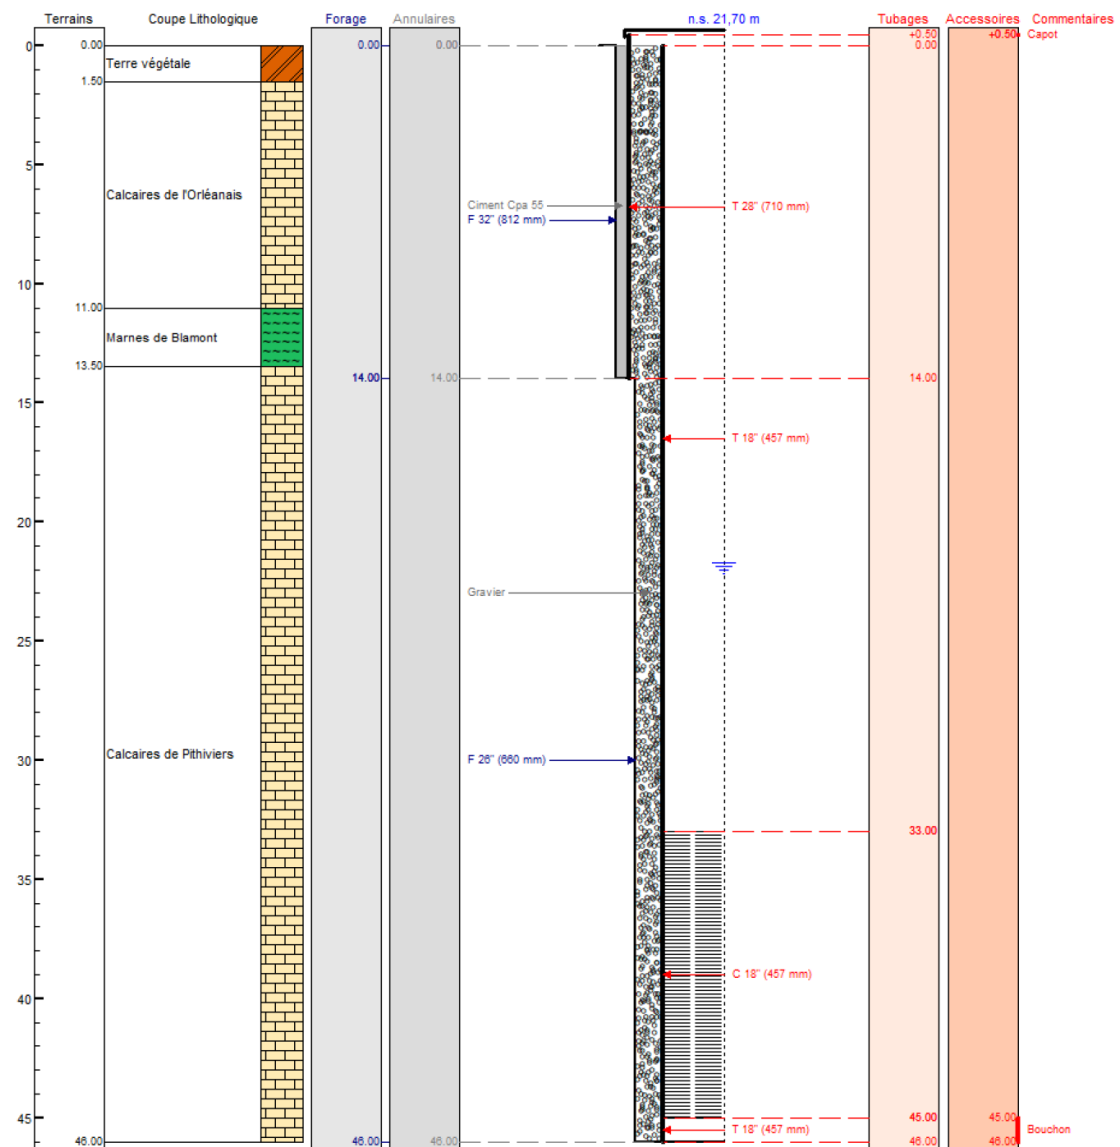 Terrains Coupe Lithologique Forage Annulaires n.s. 21,70 m Tubages Accessoires Commentaires
+0.50 +0.50 Capot
0 0.00 0.00 0.00 0.00
Terre végétale
1.50
5
Calcaires de l'Orléanais
Ciment Cpa 55 T 28" (710 mm)
F 32" (812 mm)
10
11.00
Marnes de Blamont
13.50
14.00 14.00 14.00
15
T 18" (457 mm)
20
Gravier
25
Calcaires de Pithiviers
30 F 26" (660 mm)
33.00
35
C 18" (457 mm)
40
45 45.00 45.00
T 18" (457 mm) Bouchon
46.00 46.00 46.00 46.00 46.00